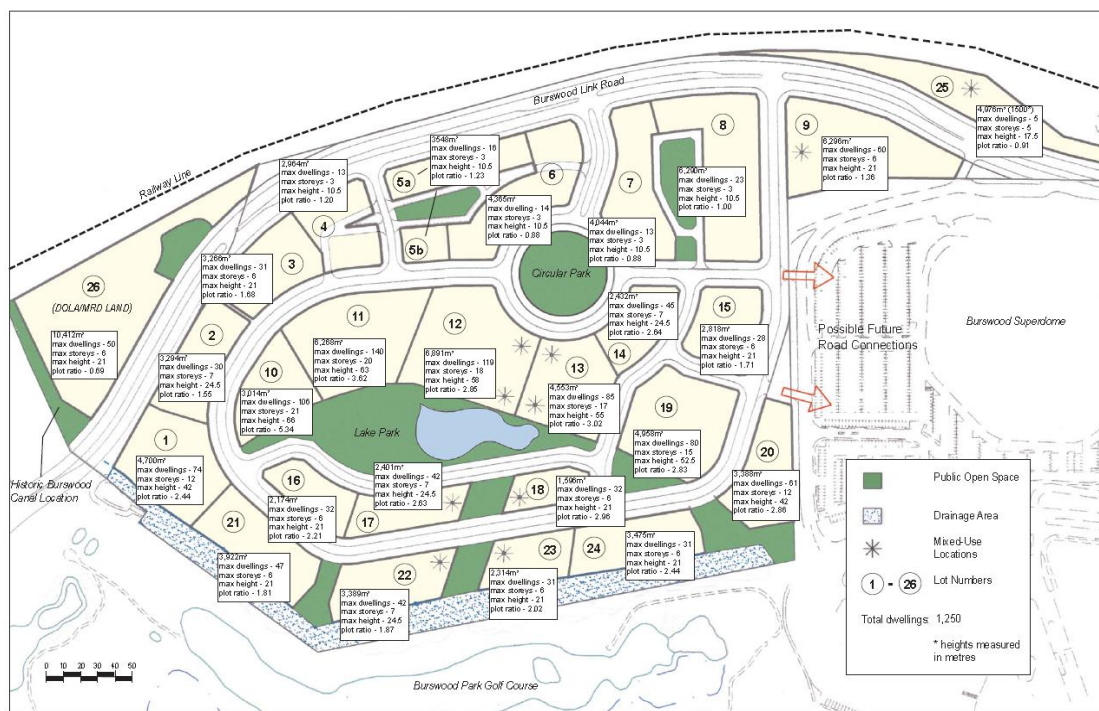 Railway Line
Burswood Link Road
25
4,976m² (1500*)
max dwellings - 5
max storeys - 5
max height - 17.5
plot ratio - 0.91
9
6,296m²
max dwellings - 60
max storeys - 6
max height - 21
plot ratio - 1.36
8
6,290m²
max dwellings - 23
max storeys - 3
max height - 10.5
plot ratio - 1.00
7
4,044m²
max dwellings - 13
max storeys - 3
max height - 10.5
plot ratio - 0.88
6
4,365m²
max dwelling - 14
max storeys - 3
max height - 10.5
plot ratio - 0.88
5a
3548m²
max dwellings - 16
max storeys - 3
max height - 10.5
plot ratio - 1.23
5b
4
2,964m²
max dwellings - 13
max storeys - 3
max height - 10.5
plot ratio - 1.20
3
3,266m²
max dwellings - 31
max storeys - 6
max height - 21
plot ratio - 1.68
26
(DOLA/MRD LAND)
10,412m²
max dwellings - 50
max storeys - 6
max height - 21
plot ratio - 0.69
2
3,294m²
max dwellings - 30
max storeys - 7
max height - 24.5
plot ratio - 1.55
Circular Park
11
6,268m²
max dwellings - 140
max storeys - 20
max height - 63
plot ratio - 3.62
12
6,891m²
max dwellings - 119
max storeys - 18
max height - 58
plot ratio - 2.85
10
3,014m²
max dwellings - 106
max storeys - 21
max height - 66
plot ratio - 5.34
13
4,553m²
max dwellings - 85
max storeys - 17
max height - 55
plot ratio - 3.02
14
2,432m²
max dwellings - 45
max storeys - 7
max height - 24.5
plot ratio - 2.64
15
2,818m²
max dwellings - 28
max storeys - 6
max height - 21
plot ratio - 1.71
Possible Future
Road Connections
Burswood Superdome
Lake Park
19
4,958m²
max dwellings - 80
max storeys - 15
max height - 52.5
plot ratio - 2.83
20
3,388m²
max dwellings - 61
max storeys - 12
max height - 42
plot ratio - 2.86
1
4,700m²
max dwellings - 74
max storeys - 12
max height - 42
plot ratio - 2.44
Historic Burswood
Canal Location
16
2,174m²
max dwellings - 32
max storeys - 6
max height - 21
plot ratio - 2.21
17
2,401m²
max dwellings - 42
max storeys - 7
max height - 24.5
plot ratio - 2.63
18
1,596m²
max dwellings - 32
max storeys - 6
max height - 21
plot ratio - 2.96
21
3,922m²
max dwellings - 47
max storeys - 6
max height - 21
plot ratio - 1.81
22
3,389m²
max dwellings - 42
max storeys - 7
max height - 24.5
plot ratio - 1.87
23
2,314m²
max dwellings - 31
max storeys - 6
max height - 21
plot ratio - 2.02
24
3,475m²
max dwellings - 31
max storeys - 6
max height - 21
plot ratio - 2.44
Public Open Space
Drainage Area
Mixed-Use
Locations
1 - 26 Lot Numbers
Total dwellings: 1,250
* heights measured
in metres
0 10 20 30 40 50
Burswood Park Golf Course